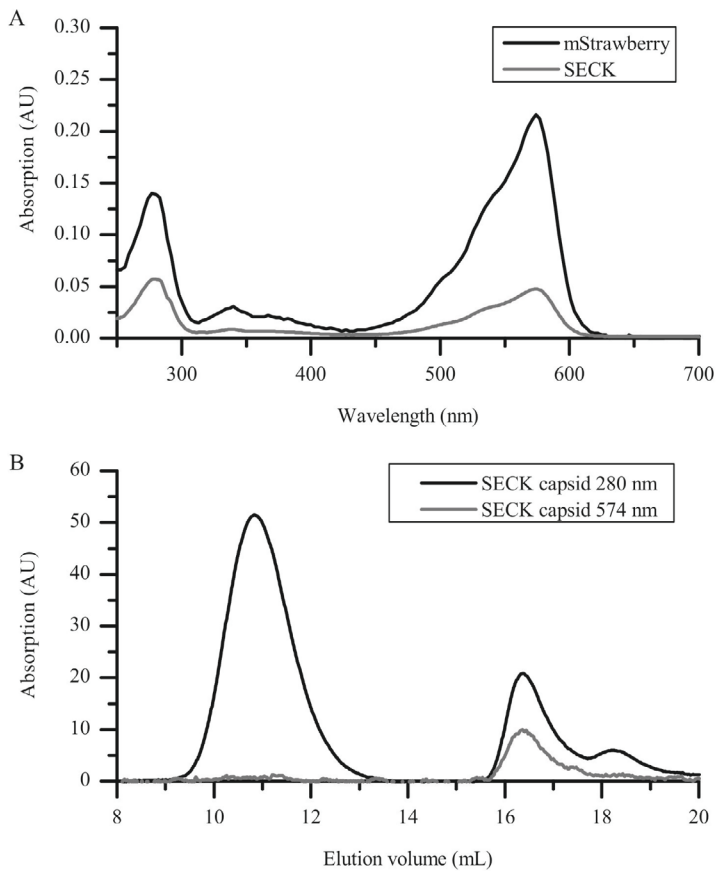 A
0.30
0.25
0.20
0.15
0.10
0.05
0.00
Absorption (AU)
mStrawberry
SECK
300 400 500 600 700
Wavelength (nm)
B
60
50
40
30
20
10
0
Absorption (AU)
SECK capsid 280 nm
SECK capsid 574 nm
8 10 12 14 16 18 20
Elution volume (mL)